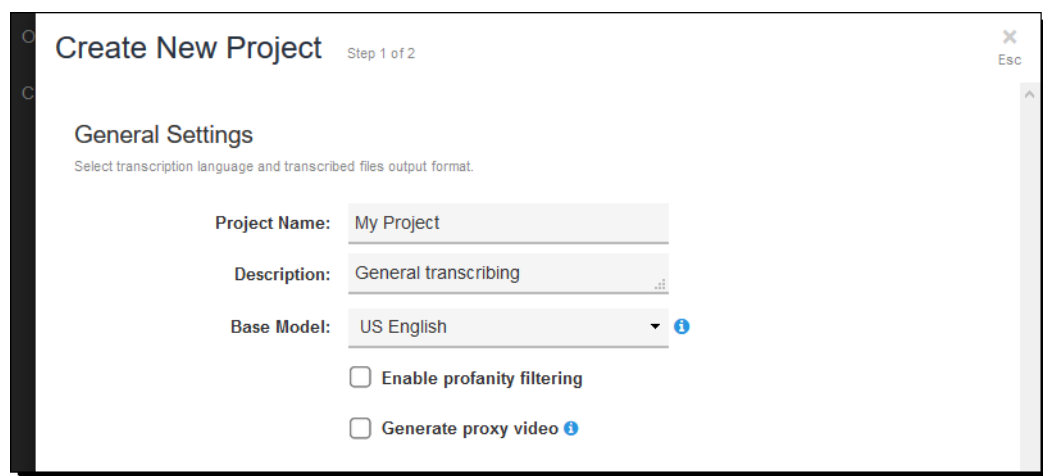 O
C
Create New Project Step 1 of 2
Esc
General Settings
Select transcription language and transcribed files output format.
Project Name: My Project
Description: General transcribing
Base Model: US English
Enable profanity filtering
Generate proxy video